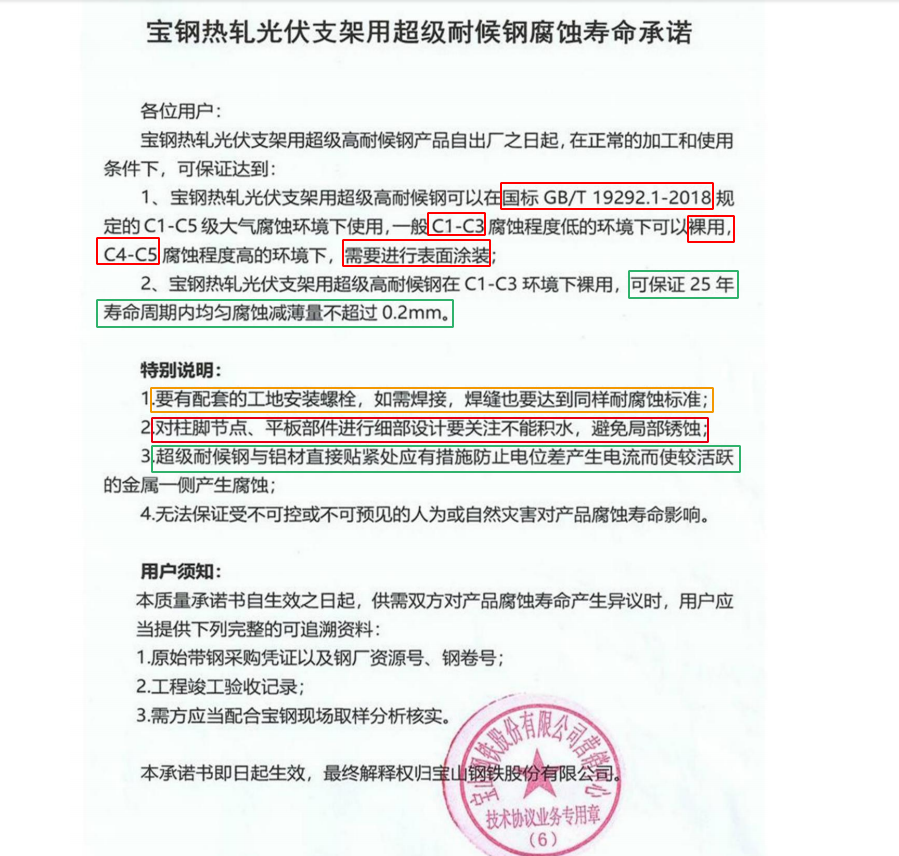 宝钢热轧光伏支架用超级耐候钢腐蚀寿命承诺
各位用户：
宝钢热轧光伏支架用超级高耐候钢产品自出厂之日起，在正常的加工和使用
条件下，可保证达到：
1、宝钢热轧光伏支架用超级高耐候钢可以在国标 GB/T 19292.1-2018 规
定的 C1-C5 级大气腐蚀环境下使用，一般 C1-C3 腐蚀程度低的环境下可以裸用，
C4-C5 腐蚀程度高的环境下，需要进行表面涂装；
2、宝钢热轧光伏支架用超级高耐候钢在 C1-C3 环境下裸用，可保证 25 年
寿命周期内均匀腐蚀减薄量不超过 0.2mm。
特别说明：
1.要有配套的工地安装螺栓，如需焊接，焊缝也要达到同样耐腐蚀标准；
2.对柱脚节点、平板部件进行细部设计要关注不能积水，避免局部锈蚀；
3.超级耐候钢与铝材直接贴紧处应有措施防止电位差产生电流而使较活跃
的金属一侧产生腐蚀；
4.无法保证受不可控或不可预见的人为或自然灾害对产品腐蚀寿命影响。
用户须知：
本质量承诺书自生效之日起，供需双方对产品腐蚀寿命产生异议时，用户应
当提供下列完整的可追溯资料：
1.原始带钢采购凭证以及钢厂资源号、钢卷号；
2.工程竣工验收记录；
3.需方应当配合宝钢现场取样分析核实。
本承诺书即日起生效，最终解释权归宝山钢铁股份有限公司。
宝山钢铁股份有限公司营销中心
技术协议业务专用章
（6）